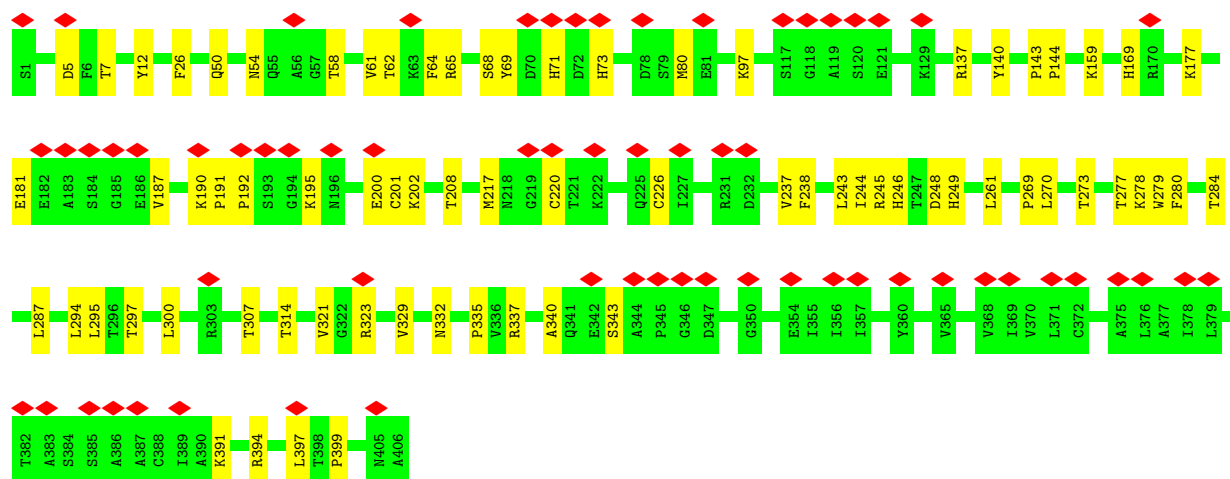 S1 D5 F6 T7 Y12 F26 Q50 N54 Q55 A56 G57 T58 V61 T62 K63 F64 R65 S68 Y69 D70 H71 D72 H73 D78 S79 M80 E81 K97 S117 G118 A119 S120 E121 K129 R137 Y140 P143 P144 K159 H169 R170 K177
E181 E182 A183 S184 G185 E186 V187 K190 P191 P192 S193 G194 K195 N196 E200 C201 K202 T208 M217 N218 G219 C220 T221 K222 Q225 C226 I227 R231 D232 V237 F238 L243 I244 R245 H246 T247 D248 H249 L261 P269 L270 T273 T277 K278 W279 F280 T284
L287 L294 L295 T296 T297 L300 R303 T307 T314 V321 G322 R323 V329 N332 P335 V336 R337 A340 Q341 E342 S343 A344 P345 G346 D347 G350 E354 I355 I356 I357 Y360 V365 V368 I369 V370 L371 C372 A375 L376 A377 I378 L379
T382 A383 S384 S385 A386 A387 C388 I389 A390 K391 R394 L397 T398 P399 N405 A406